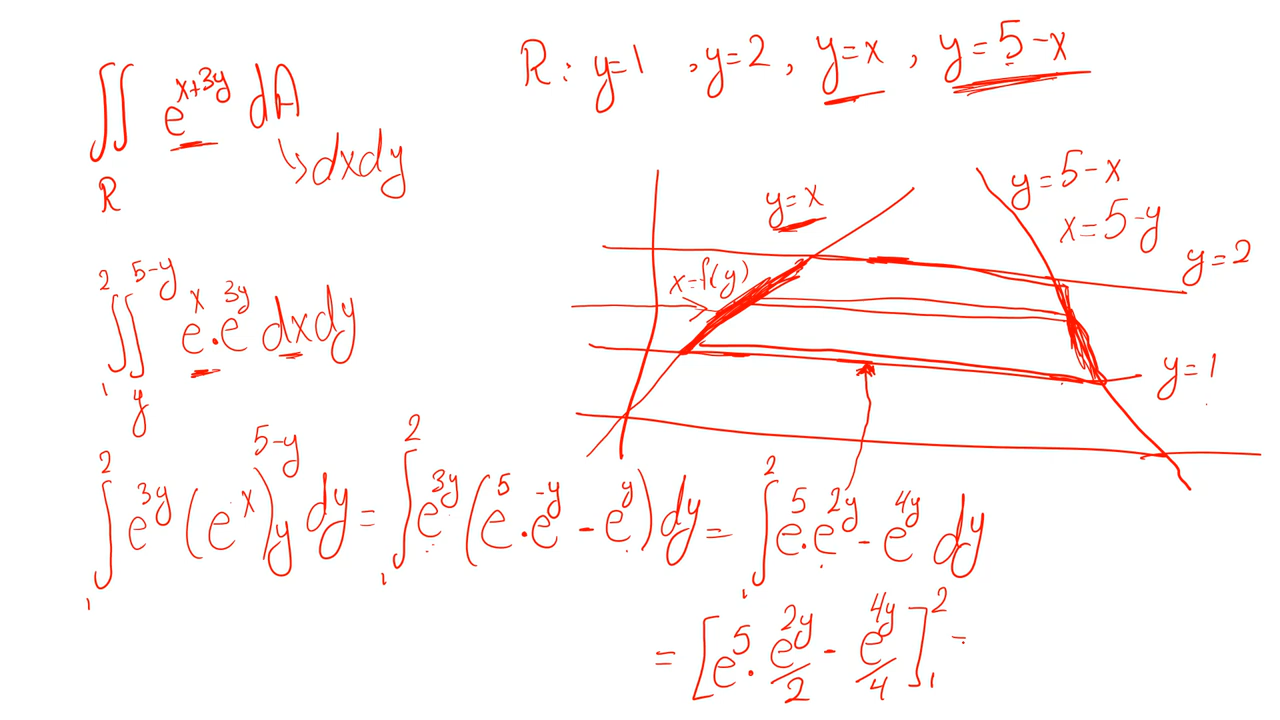 ∬_R e^{x+3y} dA
↳ dxdy
R: y=1 , y=2 , y=x , y=5-x
y=x
y=5-x
x=5-y
y=2
x=f(y)
y=1
∫_1^2 ∫_y^{5-y} e^x · e^{3y} dxdy
∫_1^2 e^{3y} (e^x)_y^{5-y} dy = ∫_1^2 e^{3y} (e^5 · e^{-y} - e^y) dy = ∫_1^2 e^5 · e^{2y} - e^{4y} dy
= [e^5 · e^{2y}/2 - e^{4y}/4]_1^2 =